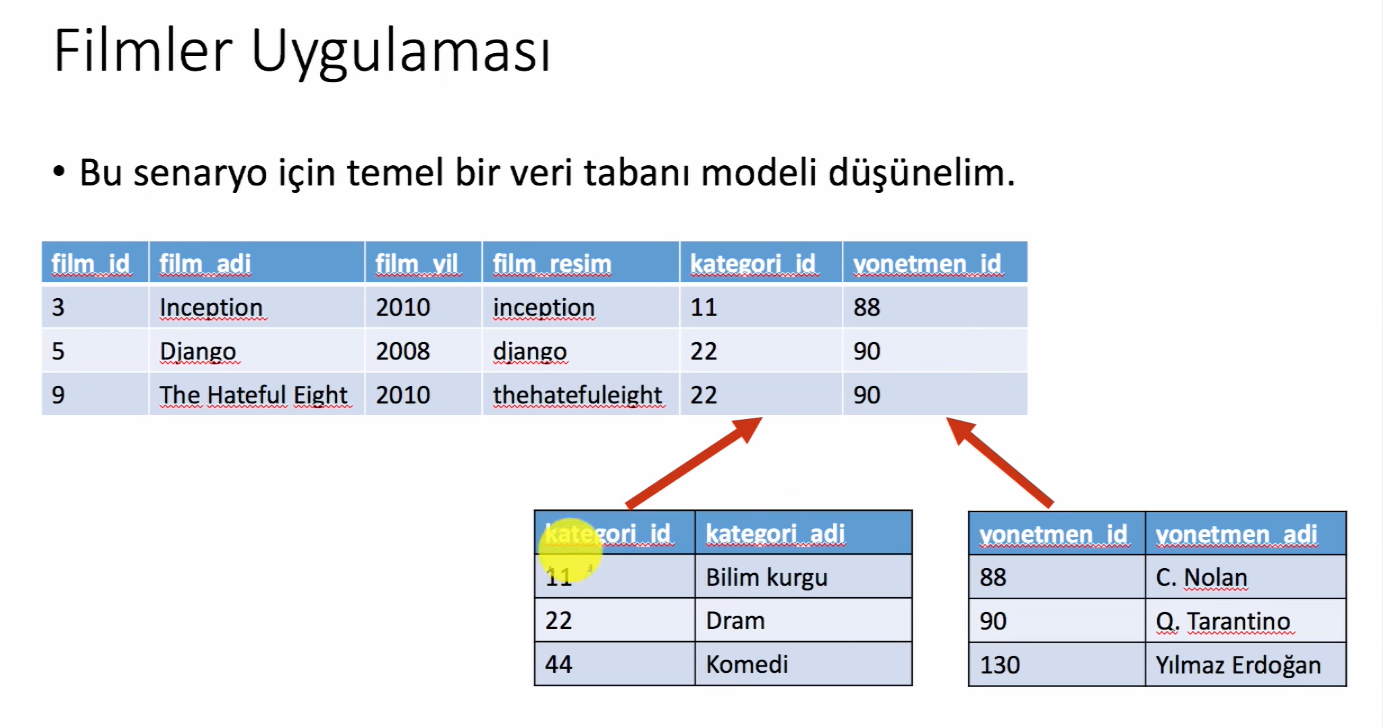 Filmler Uygulaması
• Bu senaryo için temel bir veri tabanı modeli düşünelim.
film_id film_adi film_yil film_resim kategori_id yonetmen_id
3 Inception 2010 inception 11 88
5 Django 2008 django 22 90
9 The Hateful Eight 2010 thehatefuleight 22 90
kategori_id kategori_adi
11 Bilim kurgu
22 Dram
44 Komedi
yonetmen_id yonetmen_adi
88 C. Nolan
90 Q. Tarantino
130 Yılmaz Erdoğan